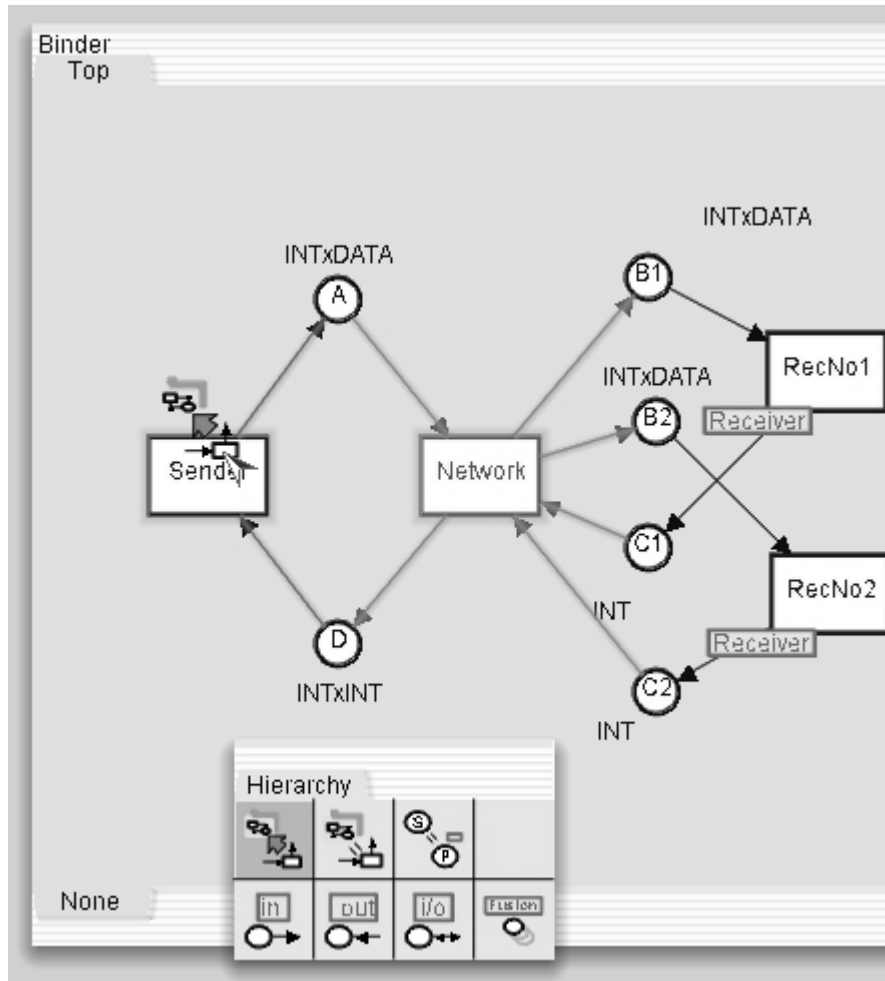 Binder
Top
INTxDATA
B1
INTxDATA
A
RecNo1
INTxDATA
B2
Receiver
Sender
Network
C1
RecNo2
INT
D
Receiver
C2
INTxINT
INT
Hierarchy
S
P
None
in
out
i/o
Fusion